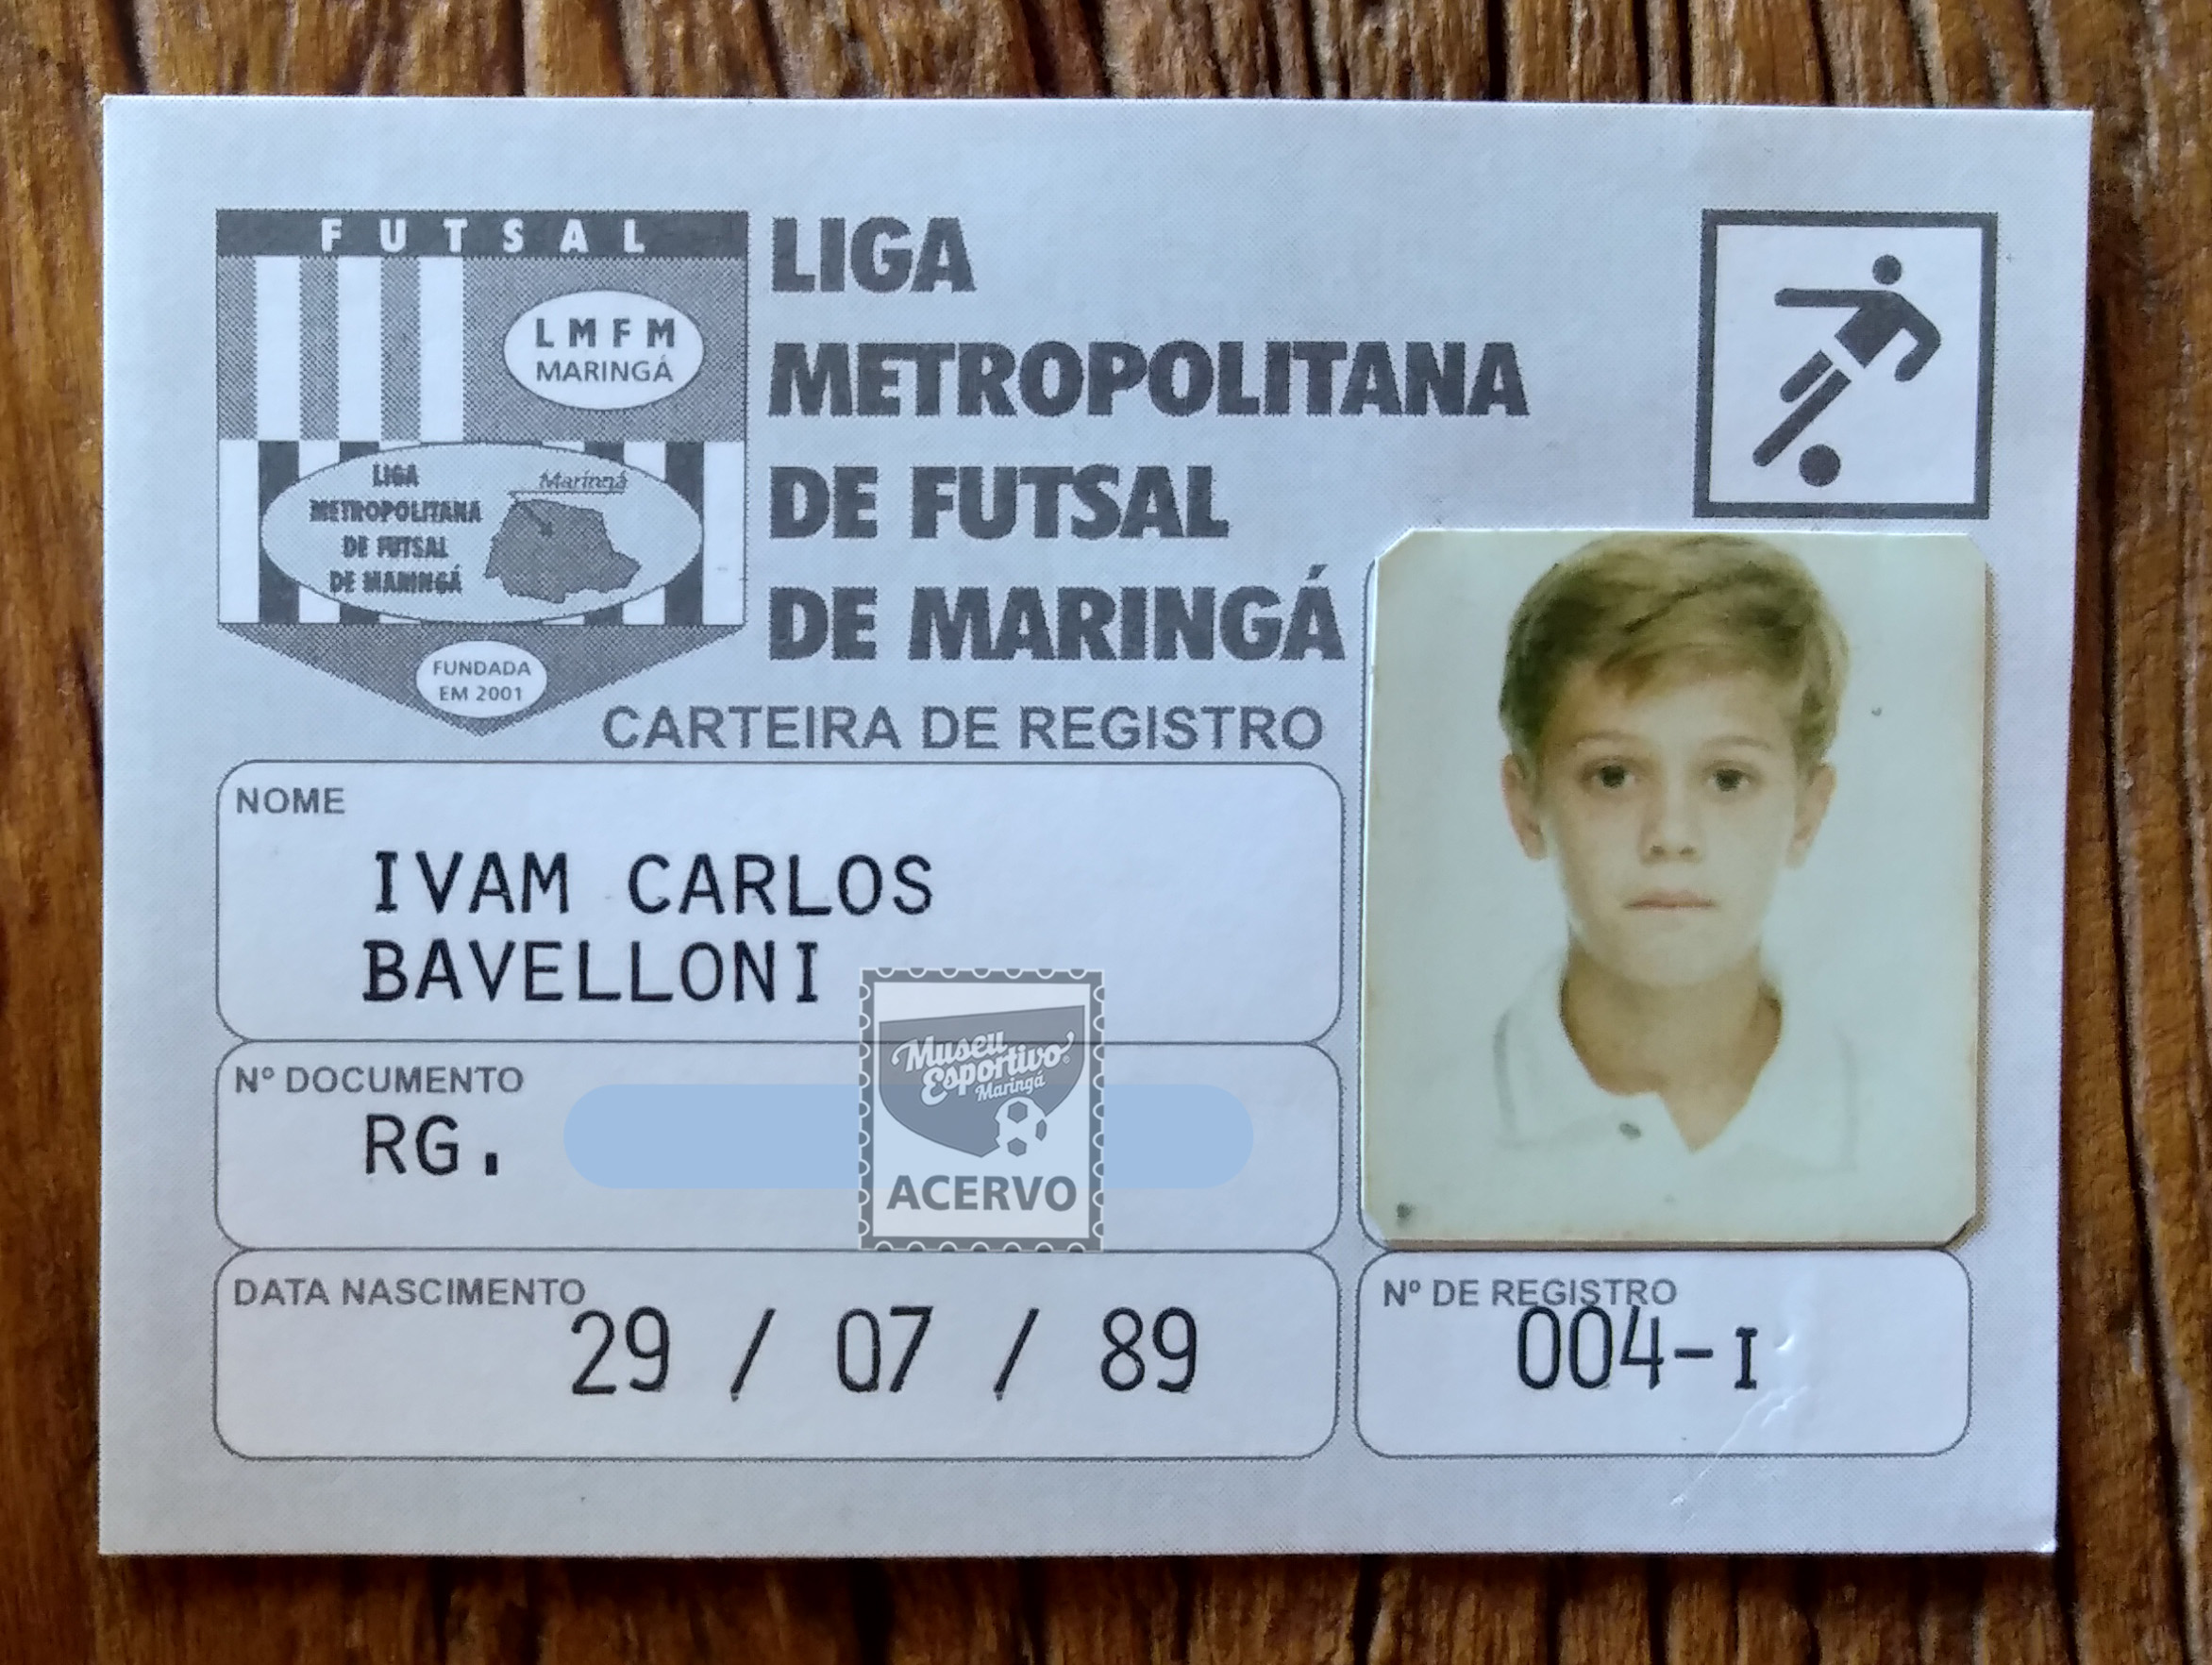 FUTSAL
LMFM
MARINGÁ
LIGA
METROPOLITANA
DE FUTSAL
DE MARINGÁ
Maringá
FUNDADA
EM 2001
LIGA
METROPOLITANA
DE FUTSAL
DE MARINGÁ
CARTEIRA DE REGISTRO
NOME
IVAM CARLOS
BAVELLONI
Nº DOCUMENTO
RG.
Museu
Esportivo®
Maringá
ACERVO
DATA NASCIMENTO
29 / 07 / 89
Nº DE REGISTRO
004-I